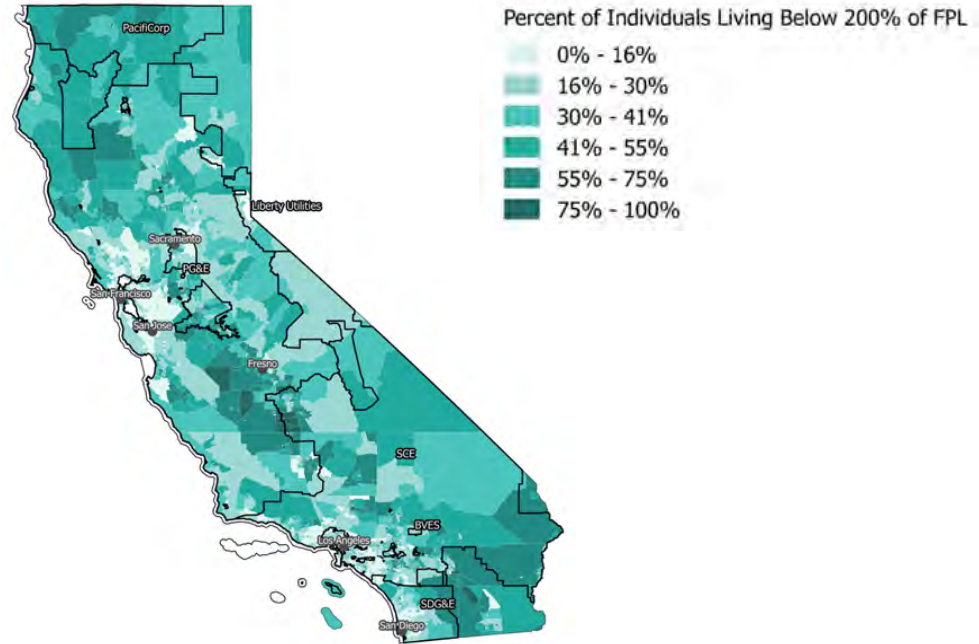 Percent of Individuals Living Below 200% of FPL
0% - 16%
16% - 30%
30% - 41%
41% - 55%
55% - 75%
75% - 100%
PacifiCorp
Liberty Utilities
Sacramento
PG&E
San Francisco
San Jose
Fresno
SCE
BVES
Los Angeles
SDG&E
San Diego